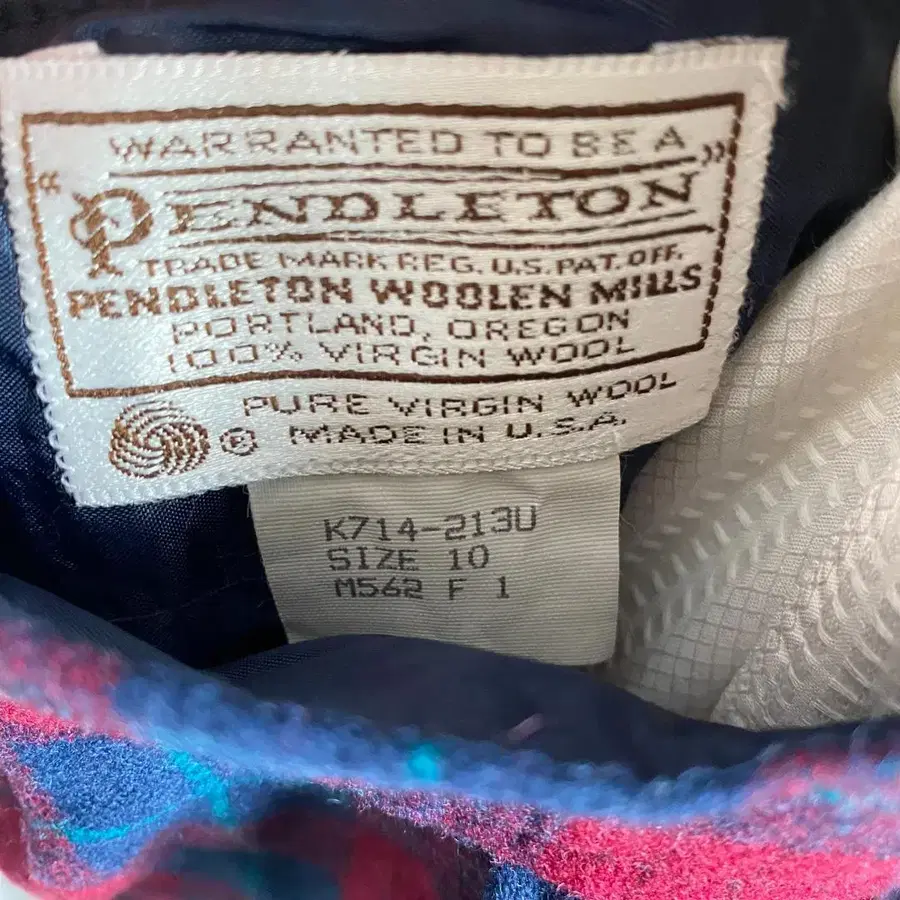 WARRANTED TO BE A
® PENDLETON
TRADE MARK REG. U.S. PAT. OFF.
PENDLETON WOOLEN MILLS
PORTLAND, OREGON
100% VIRGIN WOOL
PURE VIRGIN WOOL
® MADE IN U.S.A.
K714-213U
SIZE 10
M562 F 1